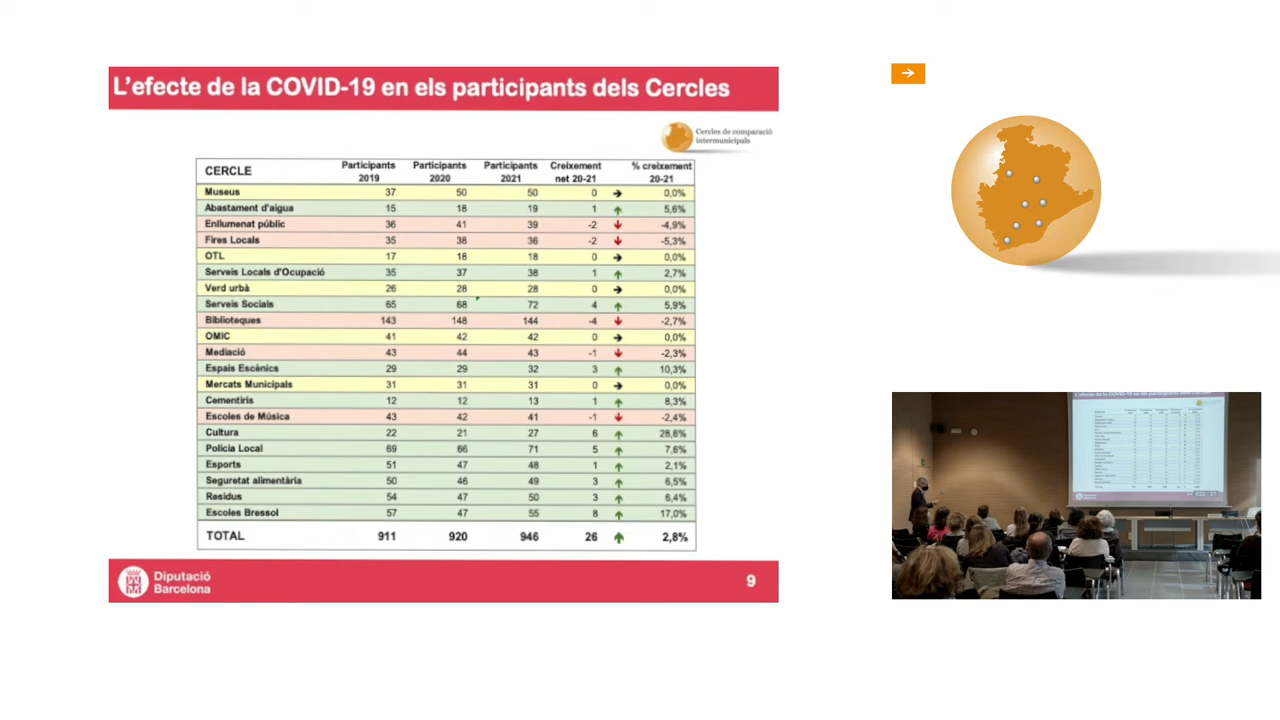 L'efecte de la COVID-19 en els participants dels Cercles
Cercles de comparació
intermunicipals
CERCLE Participants 2019 Participants 2020 Participants 2021 Creixement net 20-21 % creixement 20-21
Museus 37 50 50 0 → 0,0%
Abastament d'aigua 15 18 19 1 ↑ 5,6%
Enllumenat públic 36 41 39 -2 ↓ -4,9%
Fires Locals 35 38 36 -2 ↓ -5,3%
OTL 17 18 18 0 → 0,0%
Serveis Locals d'Ocupació 35 37 38 1 ↑ 2,7%
Verd urbà 26 28 28 0 → 0,0%
Serveis Socials 65 68 72 4 ↑ 5,9%
Biblioteques 143 148 144 -4 ↓ -2,7%
OMIC 41 42 42 0 → 0,0%
Mediació 43 44 43 -1 ↓ -2,3%
Espais Escènics 29 29 32 3 ↑ 10,3%
Mercats Municipals 31 31 31 0 → 0,0%
Cementiris 12 12 13 1 ↑ 8,3%
Escoles de Música 43 42 41 -1 ↓ -2,4%
Cultura 22 21 27 6 ↑ 28,6%
Policia Local 69 66 71 5 ↑ 7,6%
Esports 51 47 48 1 ↑ 2,1%
Seguretat alimentària 50 46 49 3 ↑ 6,5%
Residus 54 47 50 3 ↑ 6,4%
Escoles Bressol 57 47 55 8 ↑ 17,0%
TOTAL 911 920 946 26 ↑ 2,8%
Diputació
Barcelona
9